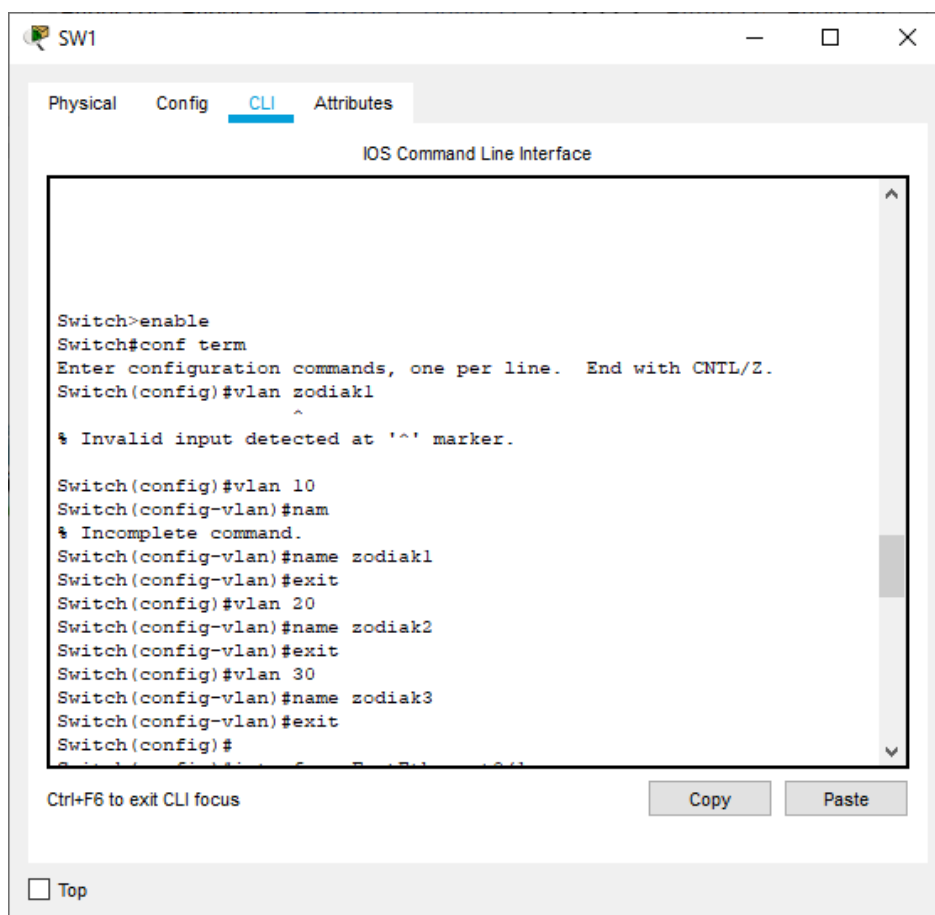 SW1
Physical Config CLI Attributes
IOS Command Line Interface
Switch>enable
Switch#conf term
Enter configuration commands, one per line.  End with CNTL/Z.
Switch(config)#vlan zodiak1
^
% Invalid input detected at '^' marker.
Switch(config)#vlan 10
Switch(config-vlan)#nam
% Incomplete command.
Switch(config-vlan)#name zodiak1
Switch(config-vlan)#exit
Switch(config)#vlan 20
Switch(config-vlan)#name zodiak2
Switch(config-vlan)#exit
Switch(config)#vlan 30
Switch(config-vlan)#name zodiak3
Switch(config-vlan)#exit
Switch(config)#
Ctrl+F6 to exit CLI focus
Copy Paste
Top